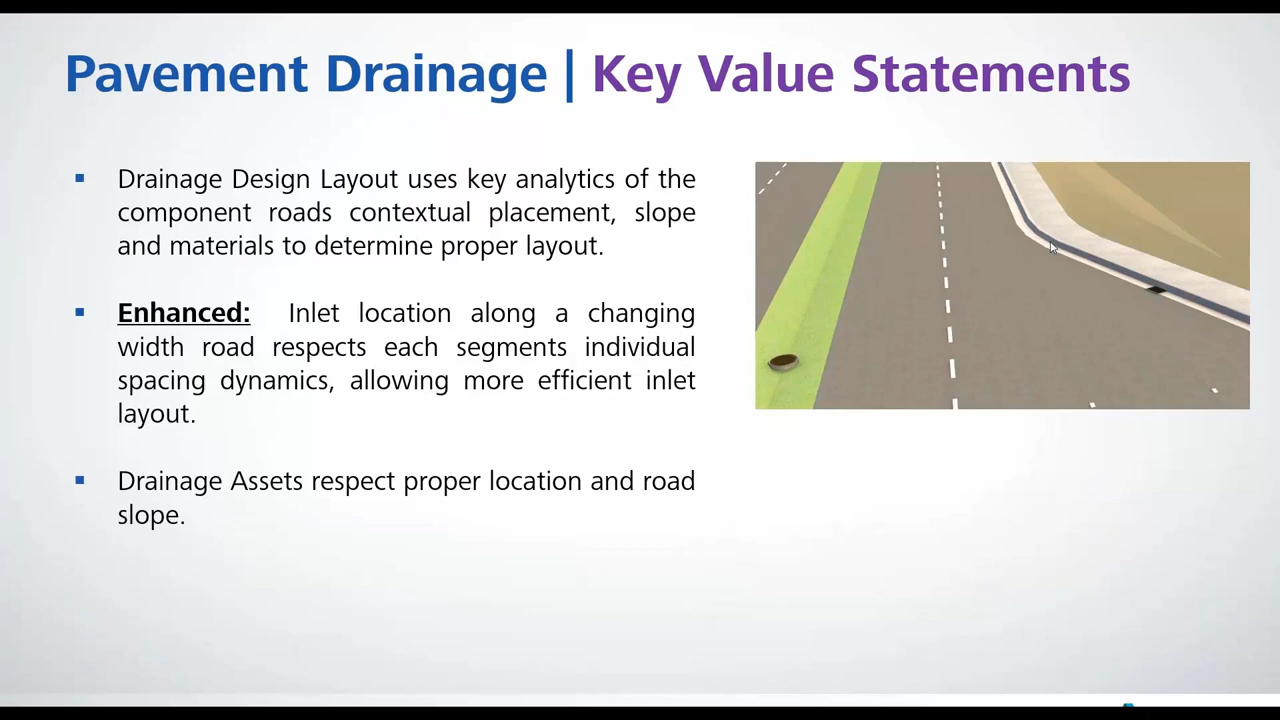 Pavement Drainage | Key Value Statements
Drainage Design Layout uses key analytics of the
component roads contextual placement, slope
and materials to determine proper layout.
Enhanced: Inlet location along a changing
width road respects each segments individual
spacing dynamics, allowing more efficient inlet
layout.
Drainage Assets respect proper location and road
slope.